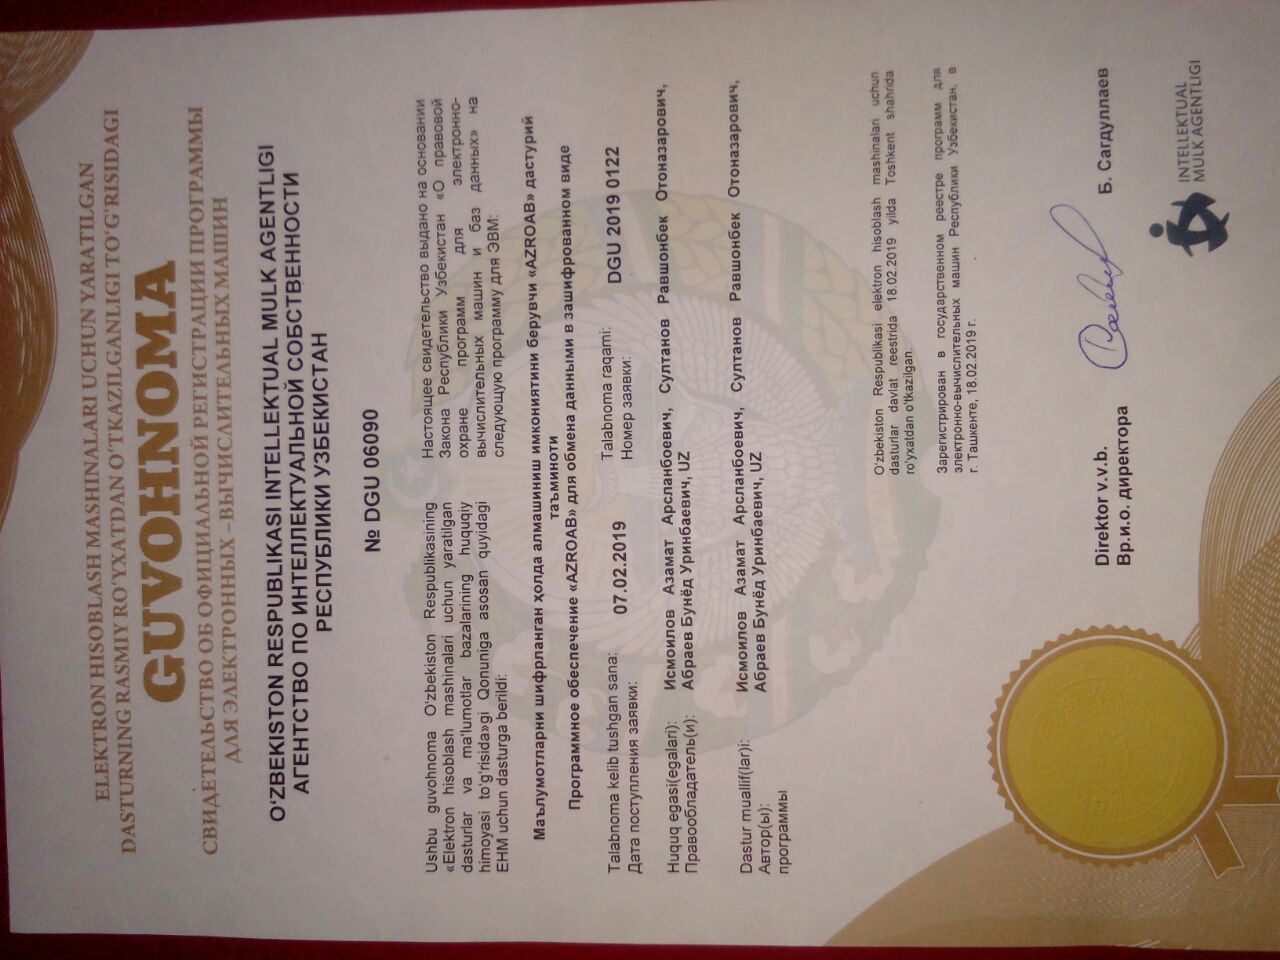 ELEKTRON HISOBLASH MASHINALARI UCHUN YARATILGAN
DASTURNING RASMIY RO‘YXATDAN O‘TKAZILGANLIGI TO‘G‘RISIDAGI
GUVOHNOMA
СВИДЕТЕЛЬСТВО ОБ ОФИЦИАЛЬНОЙ РЕГИСТРАЦИИ ПРОГРАММЫ
ДЛЯ ЭЛЕКТРОННЫХ –ВЫЧИСЛИТЕЛЬНЫХ МАШИН
O‘ZBEKISTON RESPUBLIKASI INTELLEKTUAL MULK AGENTLIGI
АГЕНТСТВО ПО ИНТЕЛЛЕКТУАЛЬНОЙ СОБСТВЕННОСТИ
РЕСПУБЛИКИ УЗБЕКИСТАН
№ DGU 06090
Ushbu guvohnoma O‘zbekiston Respublikasining
«Elektron hisoblash mashinalari uchun yaratilgan
dasturlar va ma'lumotlar bazalarining huquqiy
himoyasi to‘g‘risida»gi Qonuniga asosan quyidagi
EHM uchun dasturga berildi:
Настоящее свидетельство выдано на основании
Закона Республики Узбекистан «О правовой
охране программ для электронно-
вычислительных машин и баз данных» на
следующую программу для ЭВМ:
Маълумотларни шифрланган ҳолда алмашиниш имкониятини берувчи «AZROAB» дастурий
таъминоти
Программное обеспечение «AZROAB» для обмена данными в зашифрованном виде
Talabnoma kelib tushgan sana:
Дата поступления заявки:
07.02.2019
Talabnoma raqami:
Номер заявки:
DGU 2019 0122
Huquq egasi(egalari):
Правообладатель(и):
Исмоилов Азамат Арсланбоевич, Султанов Равшонбек Отоназарович,
Абраев Бунёд Уринбаевич, UZ
Dastur muallif(lar)i:
Автор(ы):
программы
Исмоилов Азамат Арсланбоевич, Султанов Равшонбек Отоназарович,
Абраев Бунёд Уринбаевич, UZ
O‘zbekiston Respublikasi elektron hisoblash mashinalari uchun
dasturlar davlat reestrida 18.02.2019 yilda Toshkent shahrida
ro‘yxatdan o‘tkazilgan.
Зарегистрирован в государственном реестре программ для
электронно-вычислительных машин Республики Узбекистан, в
г. Ташкенте, 18.02.2019 г.
Direktor v.v.b.
Вр.и.о. директора
Б. Сагдуллаев
INTELLEKTUAL
MULK AGENTLIGI